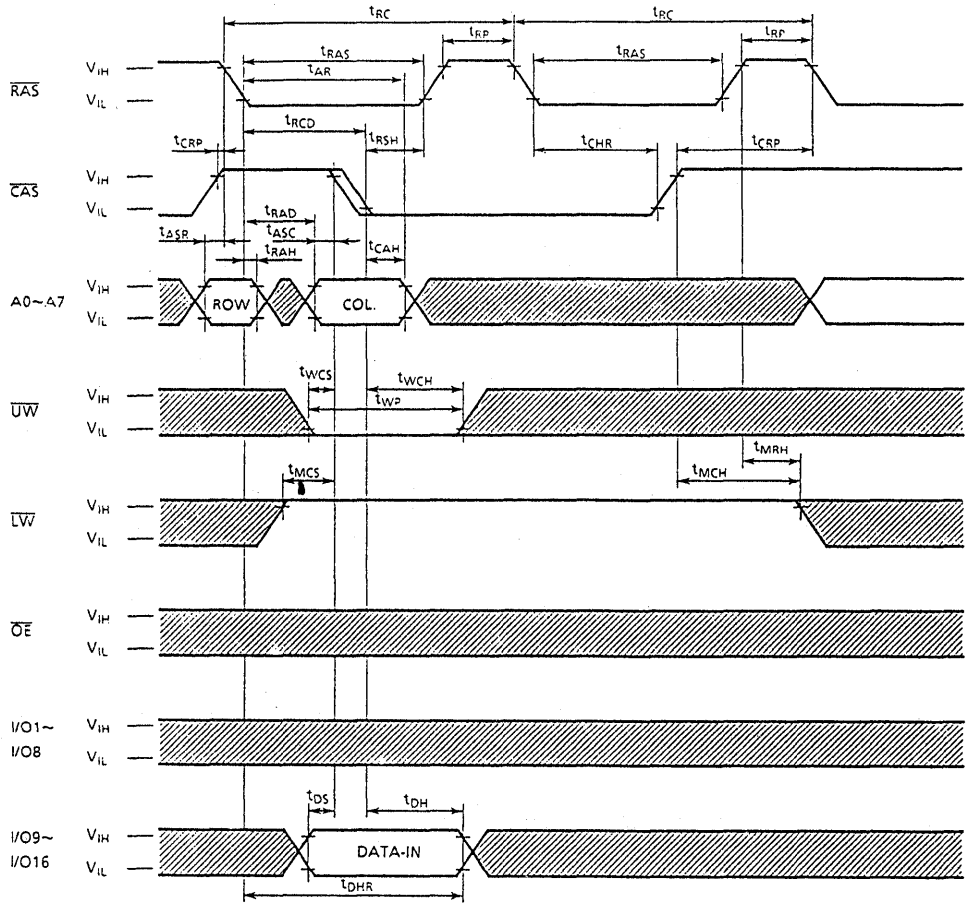 tRC tRC
tRP tRP
tRAS tRAS
tAR
RAS VIH
VIL
tRCD
tCRP tRSH tCHR tCRP
CAS VIH
VIL
tRAD
tASR tASC
tRAH tCAH
A0~A7 VIH
ROW COL.
VIL
tWCS tWCH
tWP
UW VIH
VIL
tMRH
tMCS tMCH
LW VIH
VIL
OE VIH
VIL
I/O1~ VIH
I/O8 VIL
tDS tDH
I/O9~ VIH
DATA-IN
I/O16 VIL
tDHR